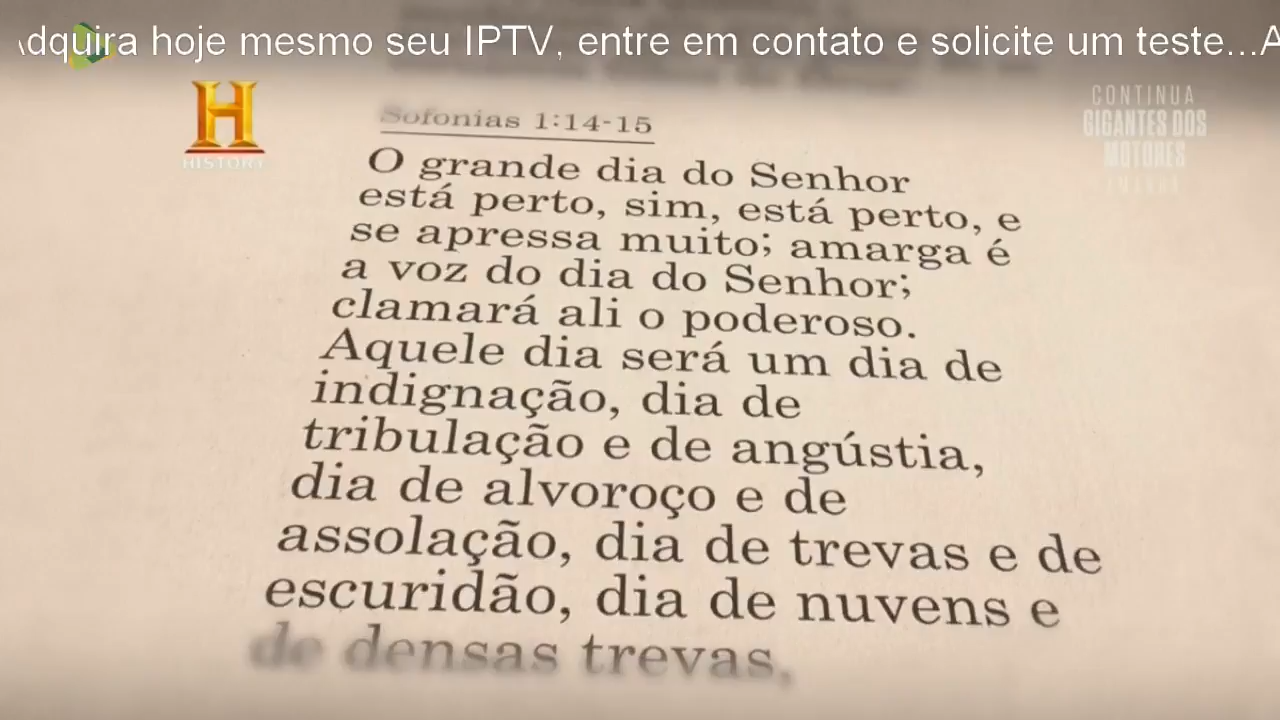 dquira hoje mesmo seu IPTV, entre em contato e solicite um teste...A
HISTORY
CONTINUA
GIGANTES DOS
MOTORES
Sofonias 1:14-15
O grande dia do Senhor
está perto, sim, está perto, e
se apressa muito; amarga é
a voz do dia do Senhor;
clamará ali o poderoso.
Aquele dia será um dia de
indignação, dia de
tribulação e de angústia,
dia de alvoroço e de
assolação, dia de trevas e de
escuridão, dia de nuvens e
de densas trevas,